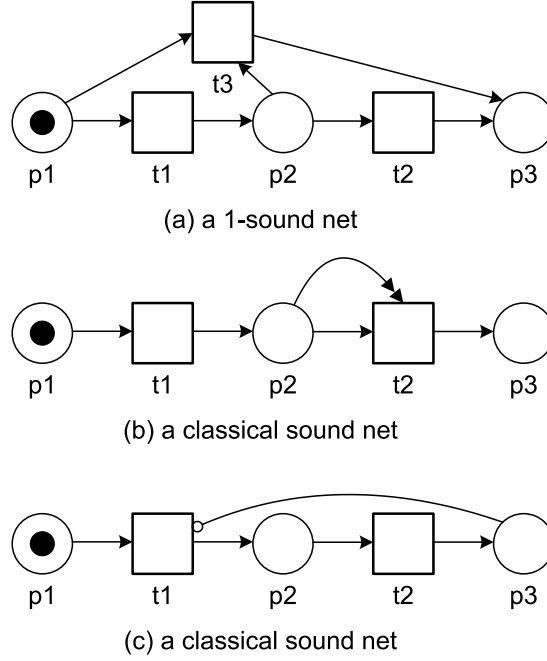 t3
p1 t1 p2 t2 p3
(a) a 1-sound net
p1 t1 p2 t2 p3
(b) a classical sound net
p1 t1 p2 t2 p3
(c) a classical sound net